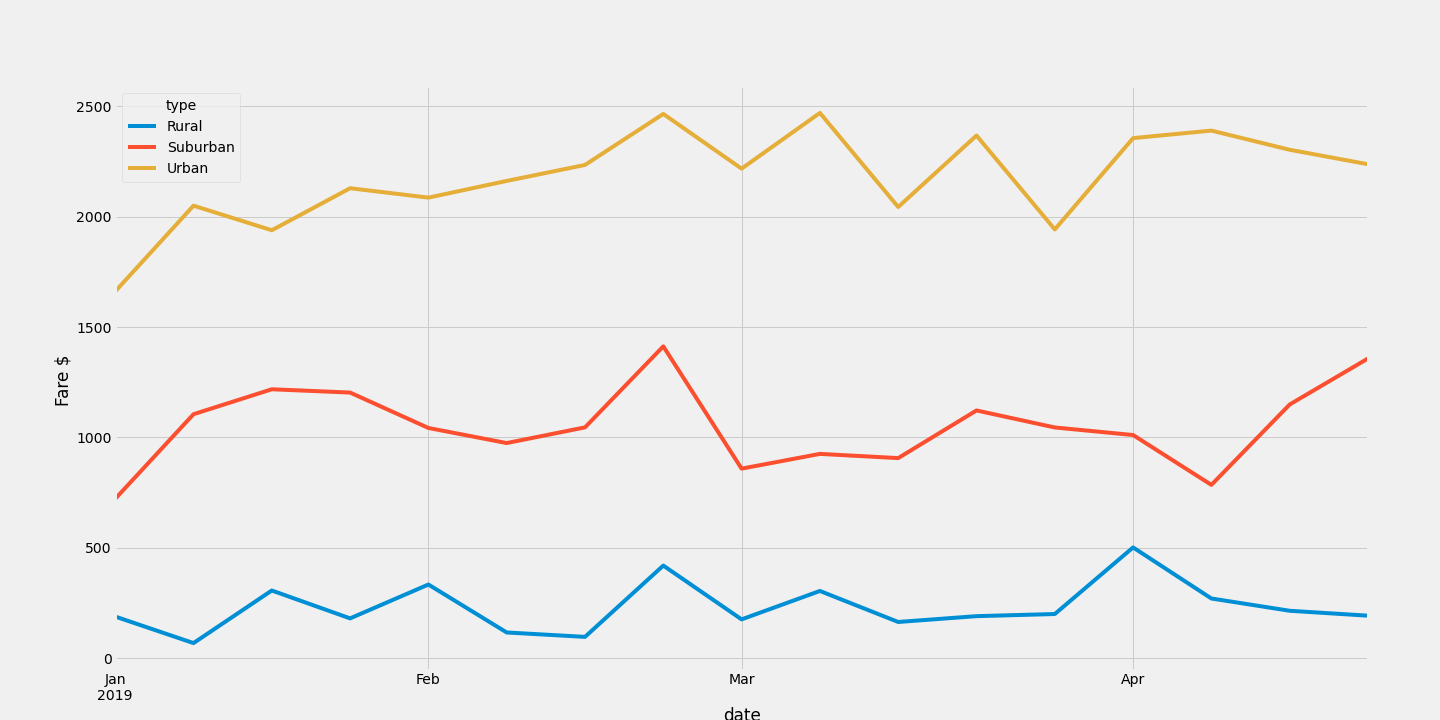 type
Rural
Suburban
Urban
Fare $
2500
2000
1500
1000
500
0
Jan Feb Mar Apr
2019
date